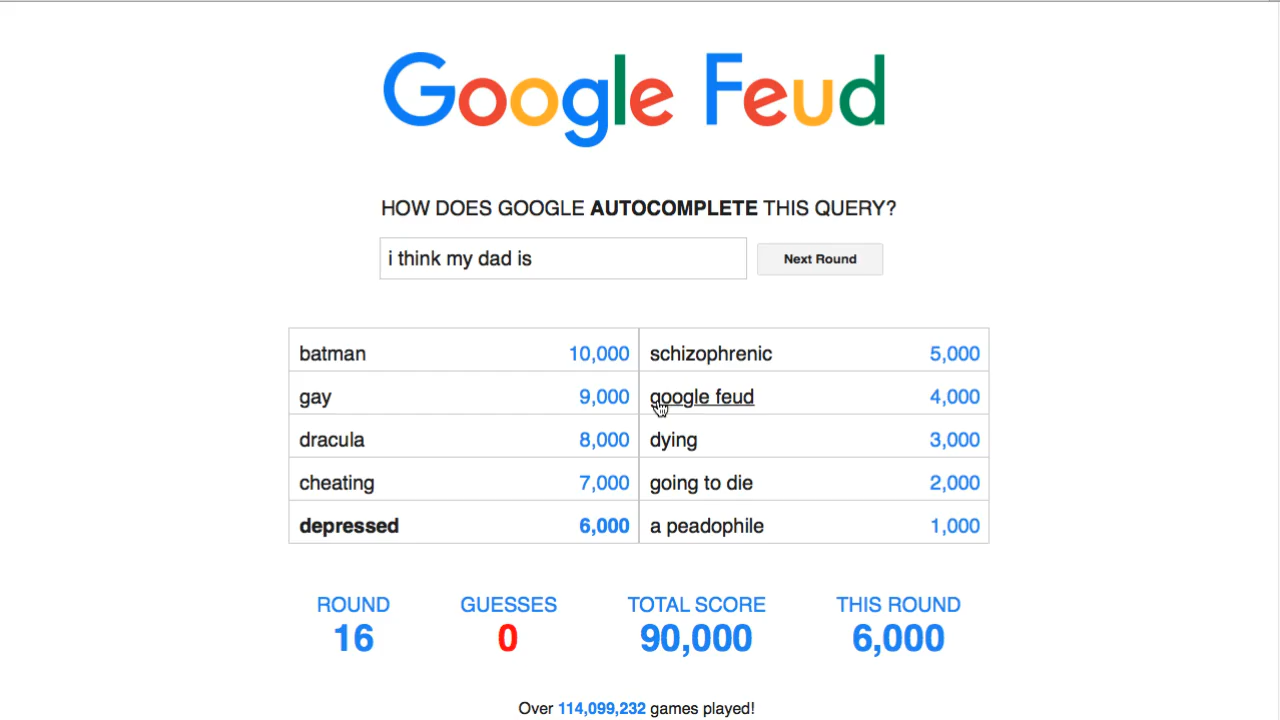 Google Feud
HOW DOES GOOGLE AUTOCOMPLETE THIS QUERY?
i think my dad is
Next Round
batman 10,000 schizophrenic 5,000
gay 9,000 google feud 4,000
dracula 8,000 dying 3,000
cheating 7,000 going to die 2,000
depressed 6,000 a peadophile 1,000
ROUND GUESSES TOTAL SCORE THIS ROUND
16 0 90,000 6,000
Over 114,099,232 games played!